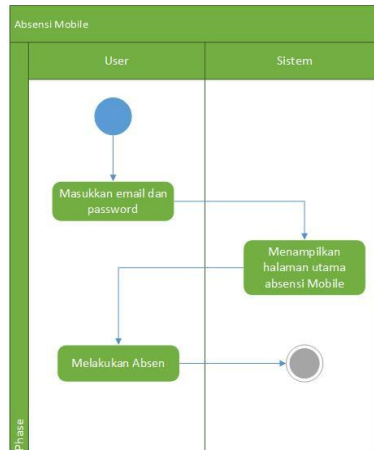 Absensi Mobile
User
Sistem
Masukkan email dan
password
Menampilkan
halaman utama
absensi Mobile
Melakukan Absen
Phase